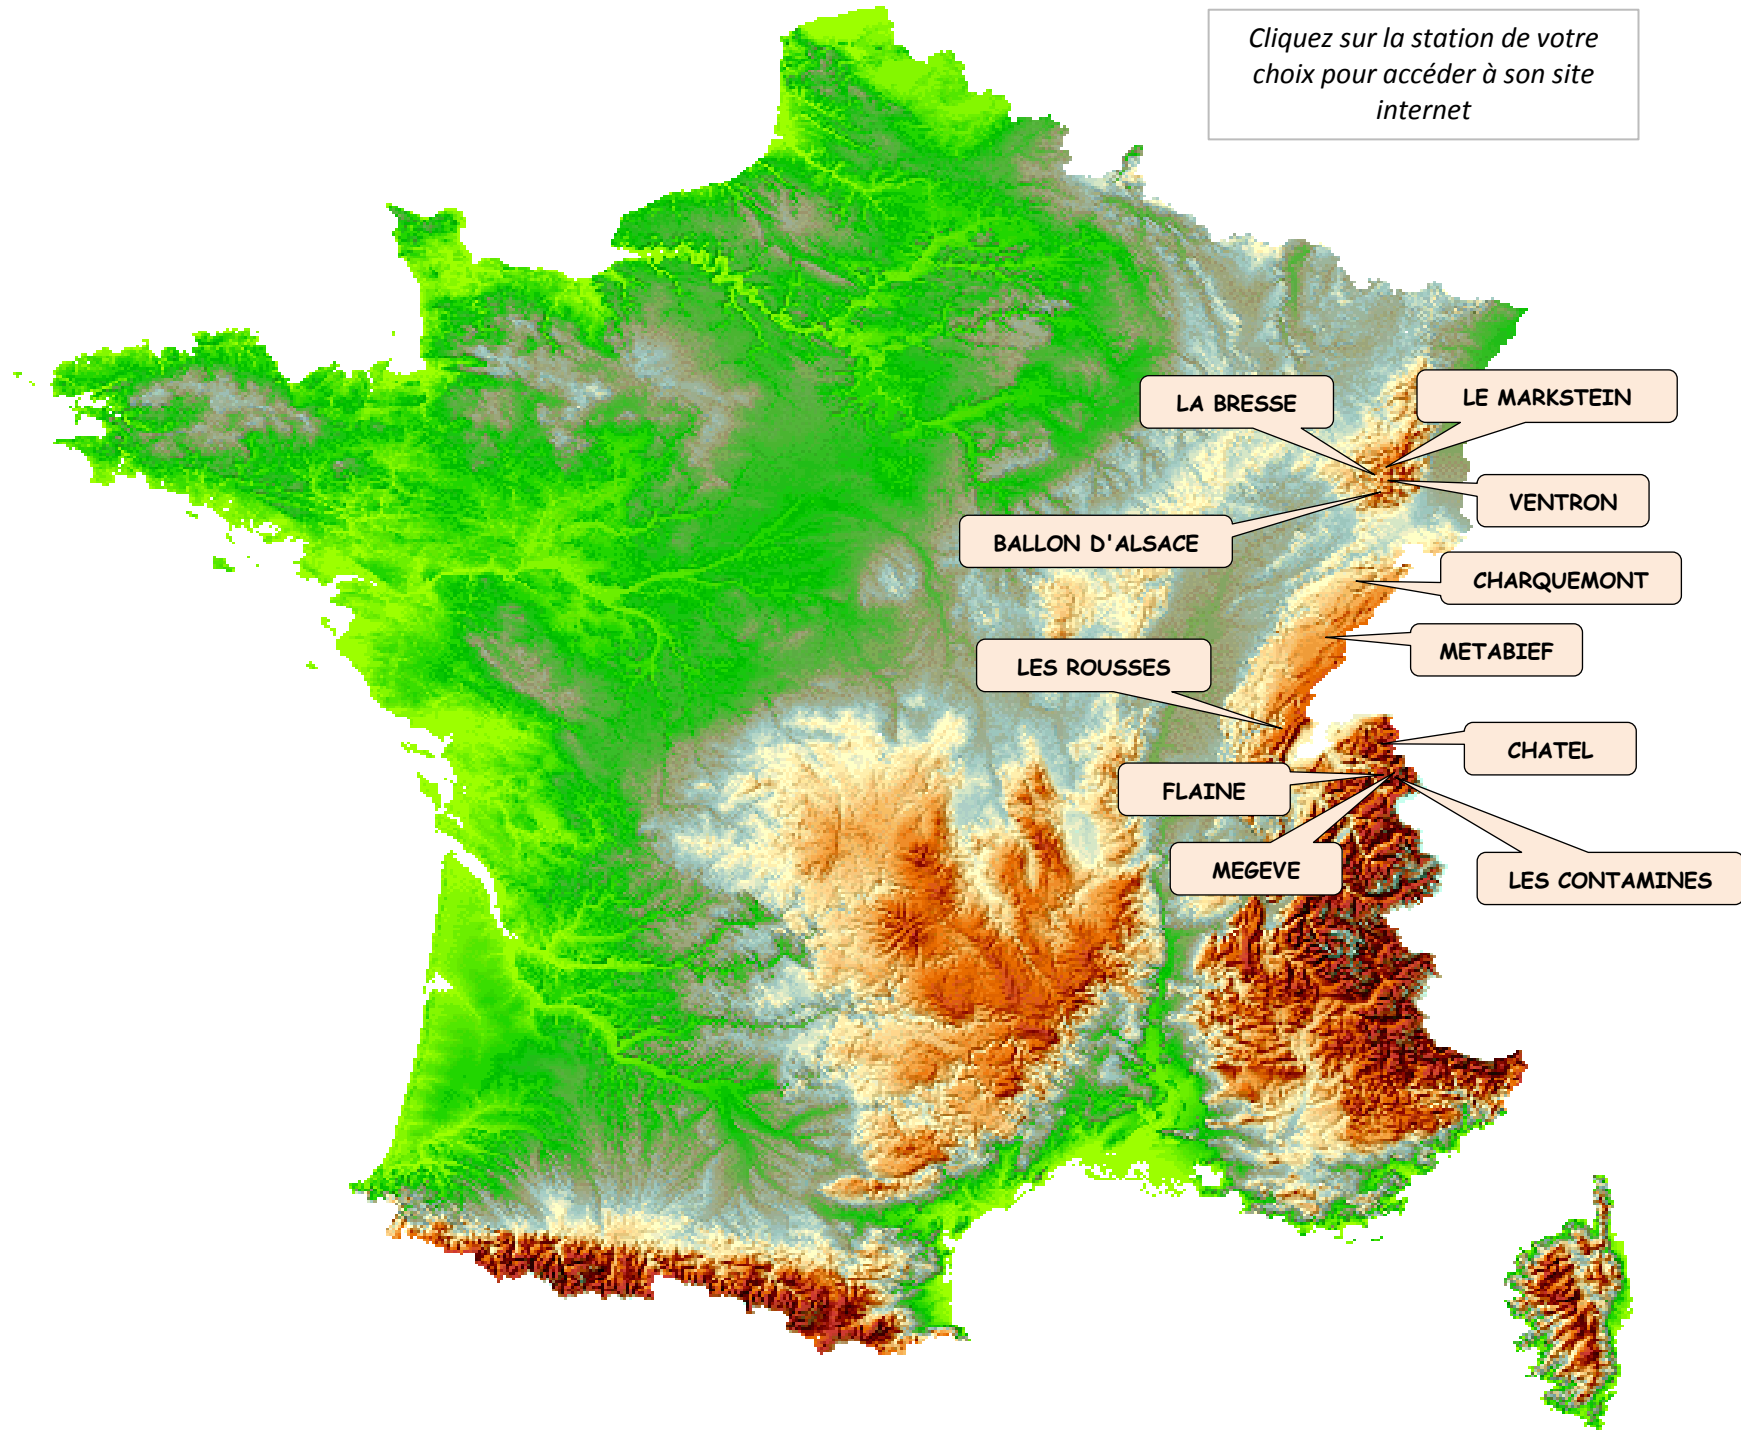 Cliquez sur la station de votre
choix pour accéder à son site
internet
LA BRESSE
LE MARKSTEIN
VENTRON
BALLON D'ALSACE
CHARQUEMONT
METABIEF
LES ROUSSES
CHATEL
FLAINE
MEGEVE
LES CONTAMINES